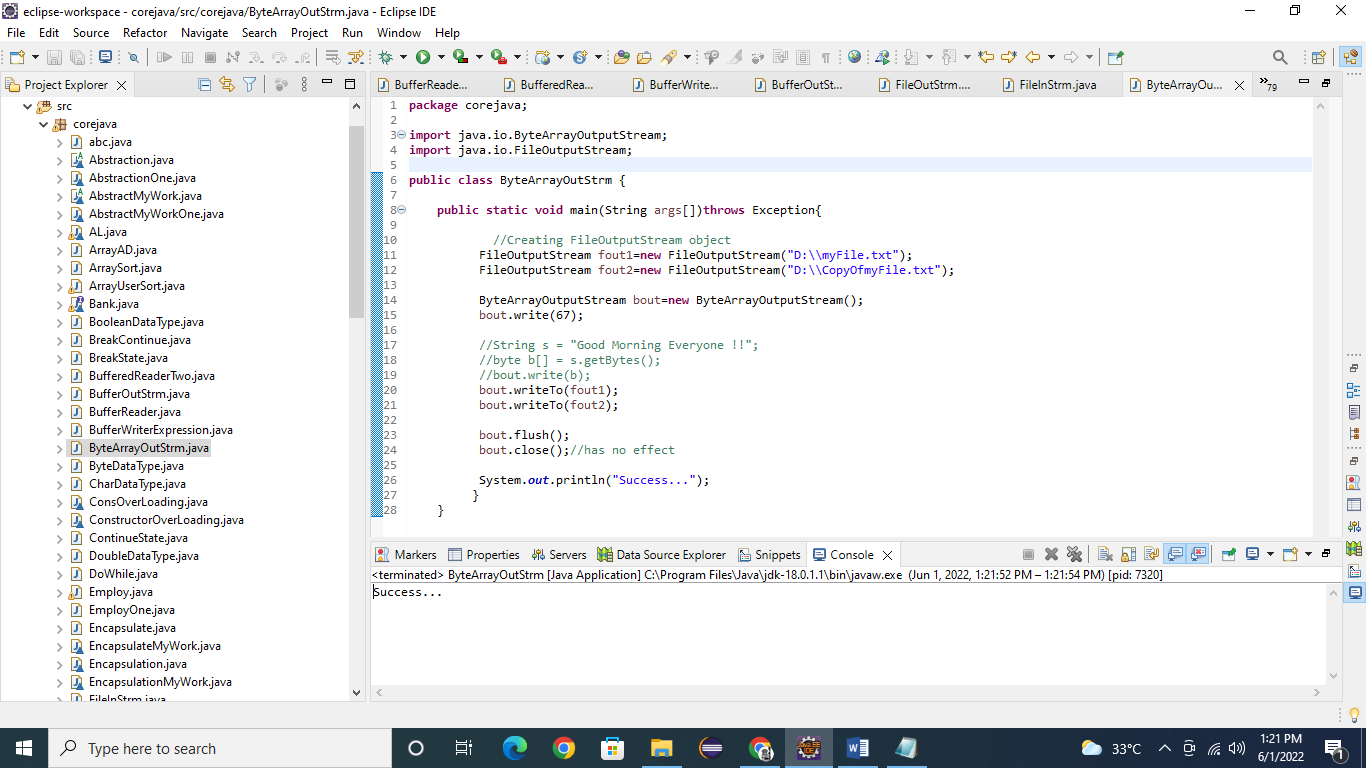 eclipse-workspace - corejava/src/corejava/ByteArrayOutStrm.java - Eclipse IDE
File Edit Source Refactor Navigate Search Project Run Window Help
Project Explorer
src
corejava
abc.java
Abstraction.java
AbstractionOne.java
AbstractMyWork.java
AbstractMyWorkOne.java
AL.java
ArrayAD.java
ArraySort.java
ArrayUserSort.java
Bank.java
BooleanDataType.java
BreakContinue.java
BreakState.java
BufferedReaderTwo.java
BufferOutStrm.java
BufferReader.java
BufferWriterExpression.java
ByteArrayOutStrm.java
ByteDataType.java
CharDataType.java
ConsOverLoading.java
ConstructorOverLoading.java
ContinueState.java
DoubleDataType.java
DoWhile.java
Employ.java
EmployOne.java
Encapsulate.java
EncapsulateMyWork.java
Encapsulation.java
EncapsulationMyWork.java
FileInStrm.java
BufferReade... BufferedRea... BufferWrite... BufferOutSt... FileOutStrm.... FileInStrm.java ByteArrayOu... »79
1 package corejava;
2
3 import java.io.ByteArrayOutputStream;
4 import java.io.FileOutputStream;
5
6 public class ByteArrayOutStrm {
7
8 public static void main(String args[])throws Exception{
9
10 //Creating FileOutputStream object
11 FileOutputStream fout1=new FileOutputStream("D:\\myFile.txt");
12 FileOutputStream fout2=new FileOutputStream("D:\\CopyOfmyFile.txt");
13
14 ByteArrayOutputStream bout=new ByteArrayOutputStream();
15 bout.write(67);
16
17 //String s = "Good Morning Everyone !!";
18 //byte b[] = s.getBytes();
19 //bout.write(b);
20 bout.writeTo(fout1);
21 bout.writeTo(fout2);
22
23 bout.flush();
24 bout.close();//has no effect
25
26 System.out.println("Success...");
27 }
28 }
Markers Properties Servers Data Source Explorer Snippets Console
<terminated> ByteArrayOutStrm [Java Application] C:\Program Files\Java\jdk-18.0.1.1\bin\javaw.exe (Jun 1, 2022, 1:21:52 PM – 1:21:54 PM) [pid: 7320]
Success...
Type here to search
33°C
1:21 PM
6/1/2022
1